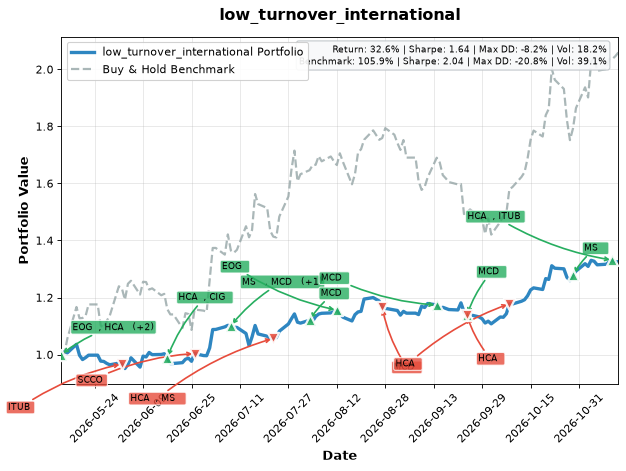 low_turnover_international
Return: 32.6% | Sharpe: 1.64 | Max DD: -8.2% | Vol: 18.2%
Benchmark: 105.9% | Sharpe: 2.04 | Max DD: -20.8% | Vol: 39.1%
low_turnover_international Portfolio
Buy & Hold Benchmark
Portfolio Value
2.0
1.8
1.6
1.4
1.2
1.0
HCA , ITUB
MS
EOG
MCD
MS , MCD (+1
MCD
MCD
HCA , CIG
EOG , HCA (+2)
HCA
HCA
SCCO
HCA , MS
ITUB
2026-05-24
2026-06-25
2026-07-11
2026-07-27
2026-08-12
2026-08-28
2026-09-13
2026-09-29
2026-10-15
2026-10-31
Date